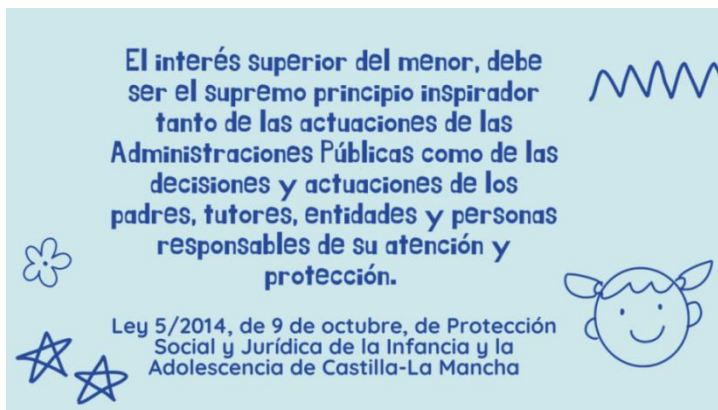 El interés superior del menor, debe
ser el supremo principio inspirador
tanto de las actuaciones de las
Administraciones Públicas como de las
decisiones y actuaciones de los
padres, tutores, entidades y personas
responsables de su atención y
protección.
Ley 5/2014, de 9 de octubre, de Protección
Social y Jurídica de la Infancia y la
Adolescencia de Castilla-La Mancha